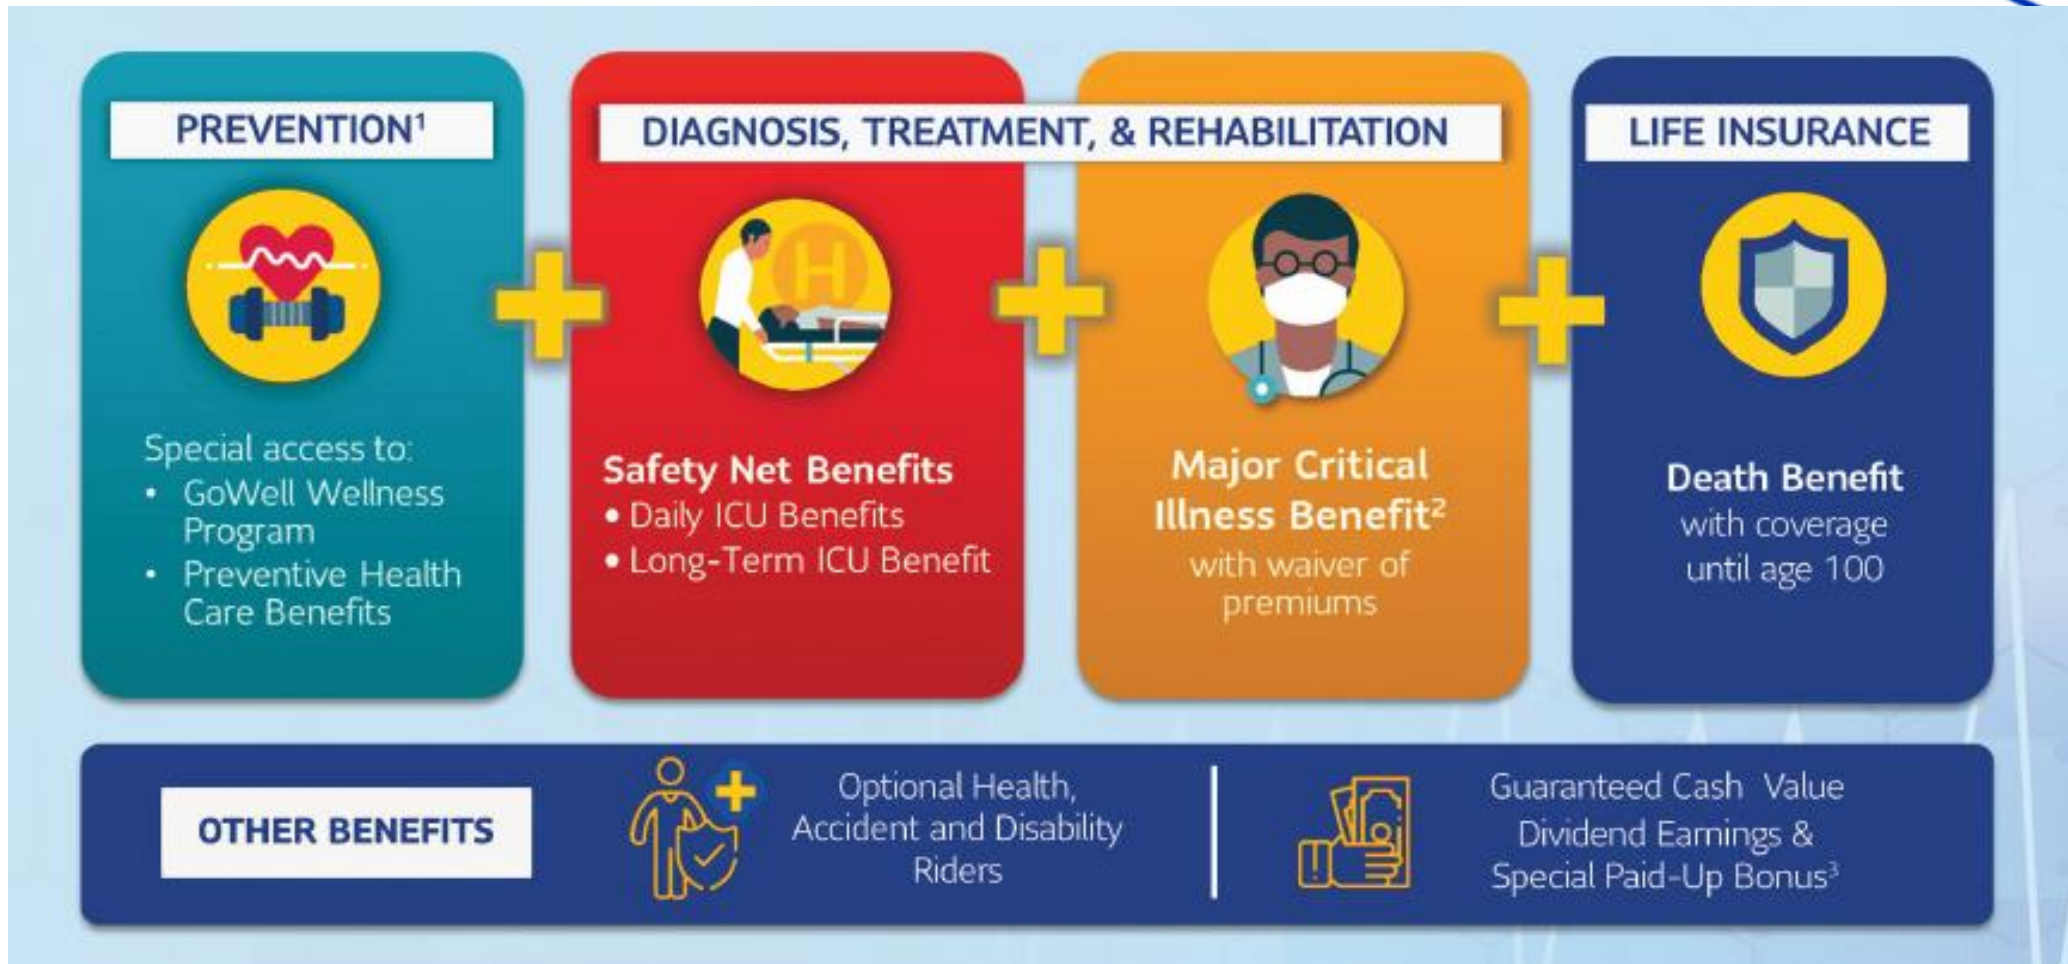 PREVENTION¹
Special access to:
• GoWell Wellness
Program
• Preventive Health
Care Benefits
DIAGNOSIS, TREATMENT, & REHABILITATION
H
Safety Net Benefits
• Daily ICU Benefits
• Long-Term ICU Benefit
Major Critical
Illness Benefit²
with waiver of
premiums
LIFE INSURANCE
Death Benefit
with coverage
until age 100
OTHER BENEFITS
Optional Health,
Accident and Disability
Riders
Guaranteed Cash Value
Dividend Earnings &
Special Paid-Up Bonus³